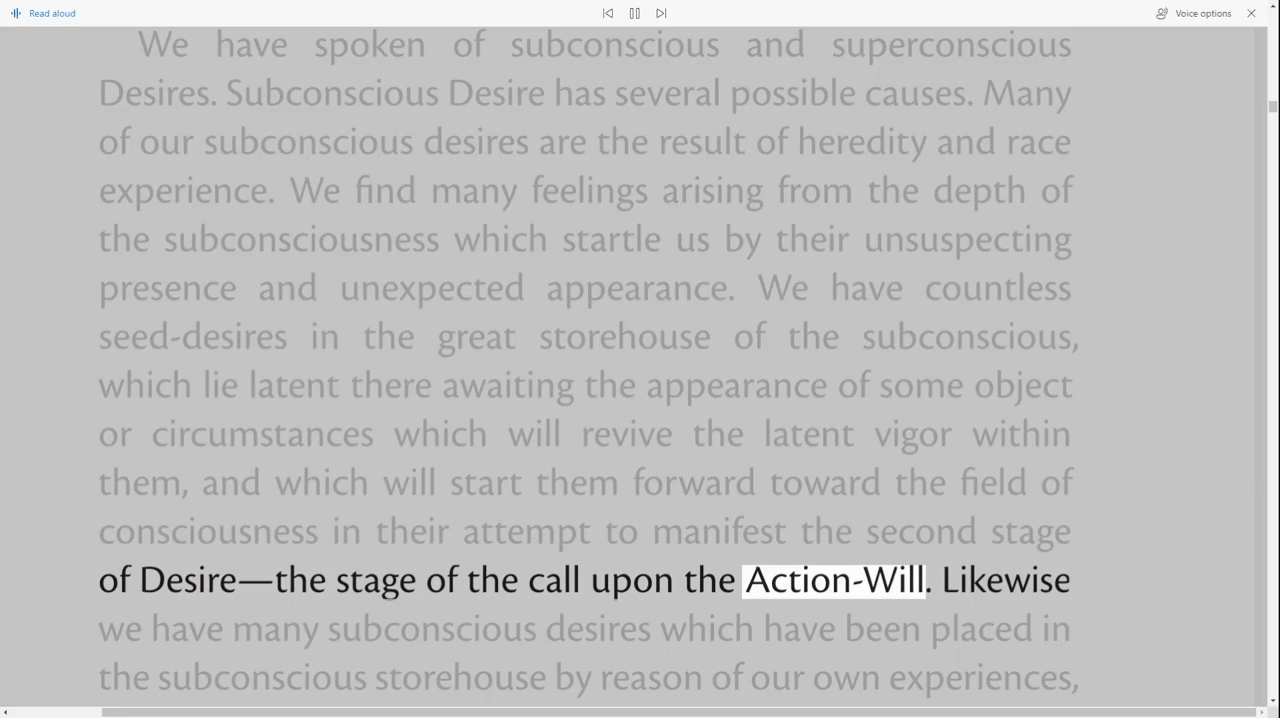 Read aloud
Voice options
We have spoken of subconscious and superconscious
Desires. Subconscious Desire has several possible causes. Many
of our subconscious desires are the result of heredity and race
experience. We find many feelings arising from the depth of
the subconsciousness which startle us by their unsuspecting
presence and unexpected appearance. We have countless
seed-desires in the great storehouse of the subconscious,
which lie latent there awaiting the appearance of some object
or circumstances which will revive the latent vigor within
them, and which will start them forward toward the field of
consciousness in their attempt to manifest the second stage
of Desire—the stage of the call upon the Action-Will. Likewise
we have many subconscious desires which have been placed in
the subconscious storehouse by reason of our own experiences,